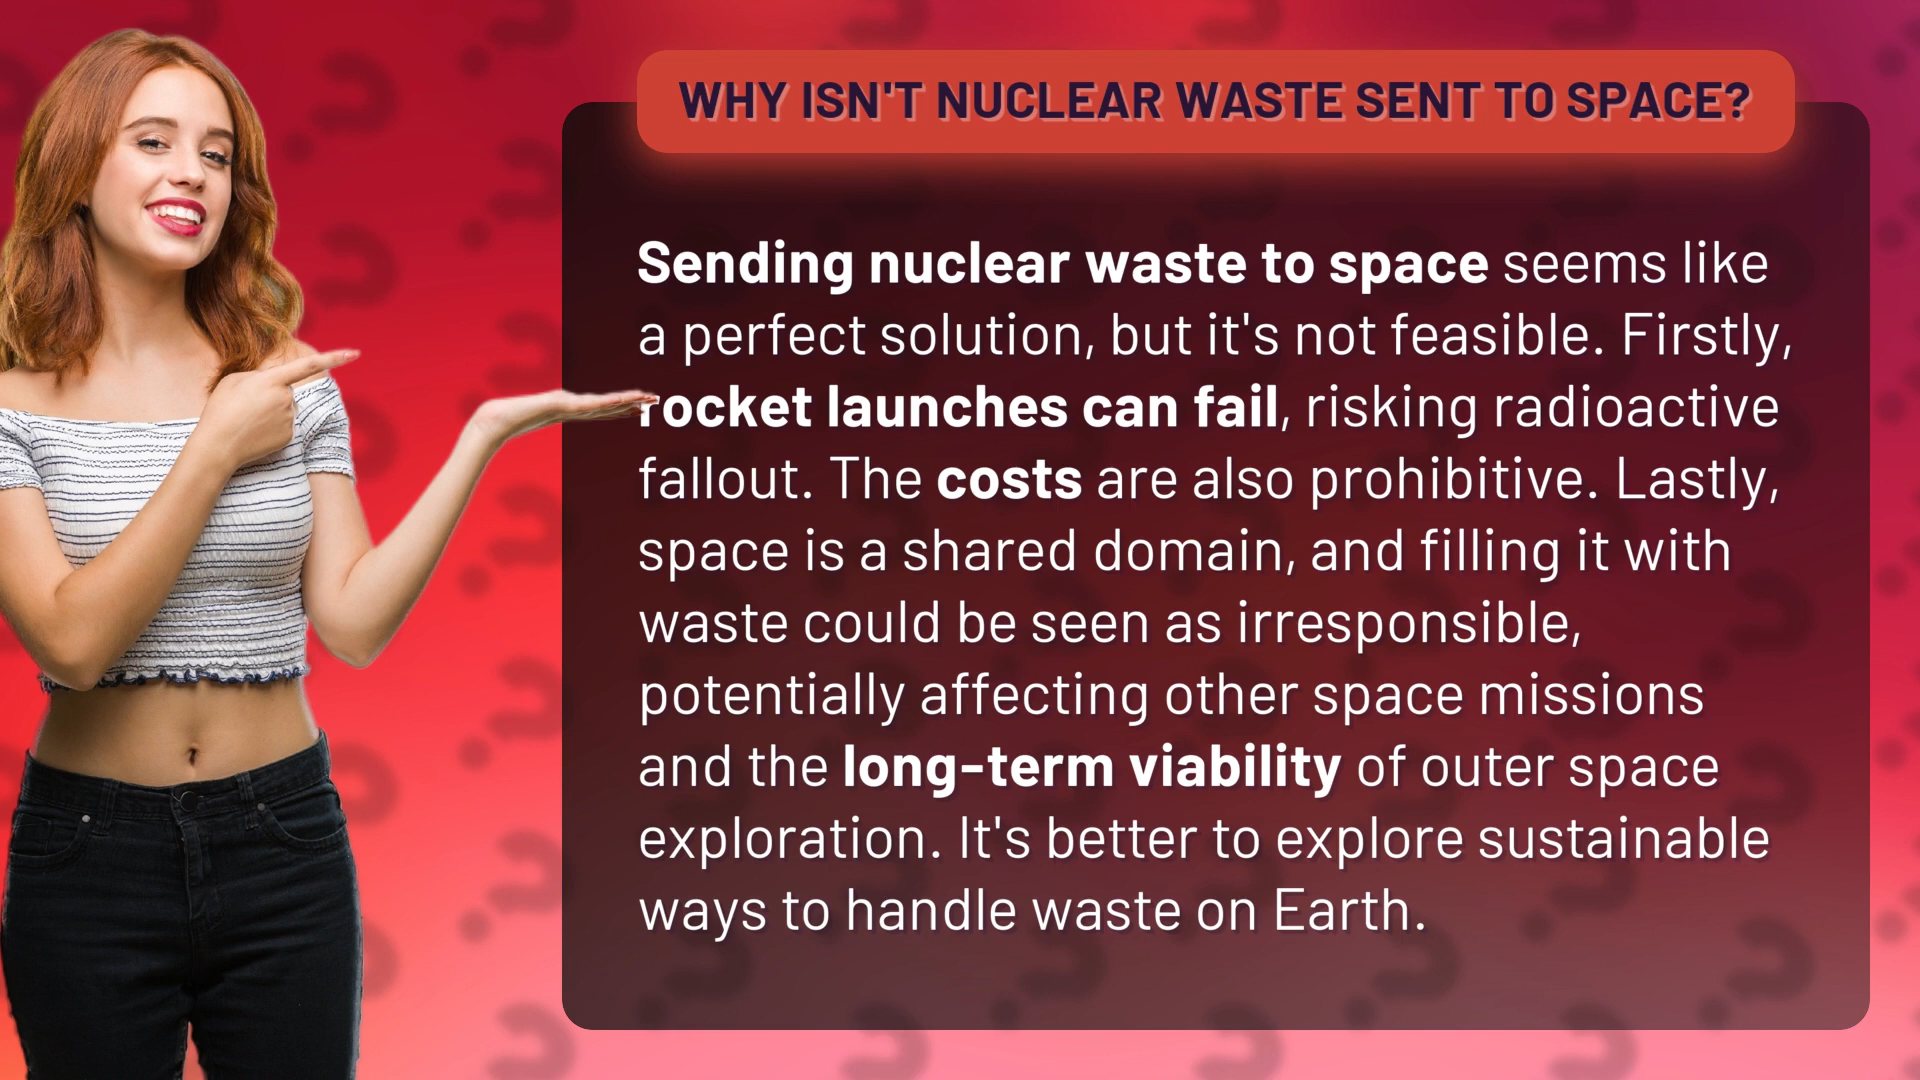 WHY ISN'T NUCLEAR WASTE SENT TO SPACE?
Sending nuclear waste to space seems like
a perfect solution, but it's not feasible. Firstly,
rocket launches can fail, risking radioactive
fallout. The costs are also prohibitive. Lastly,
space is a shared domain, and filling it with
waste could be seen as irresponsible,
potentially affecting other space missions
and the long-term viability of outer space
exploration. It's better to explore sustainable
ways to handle waste on Earth.